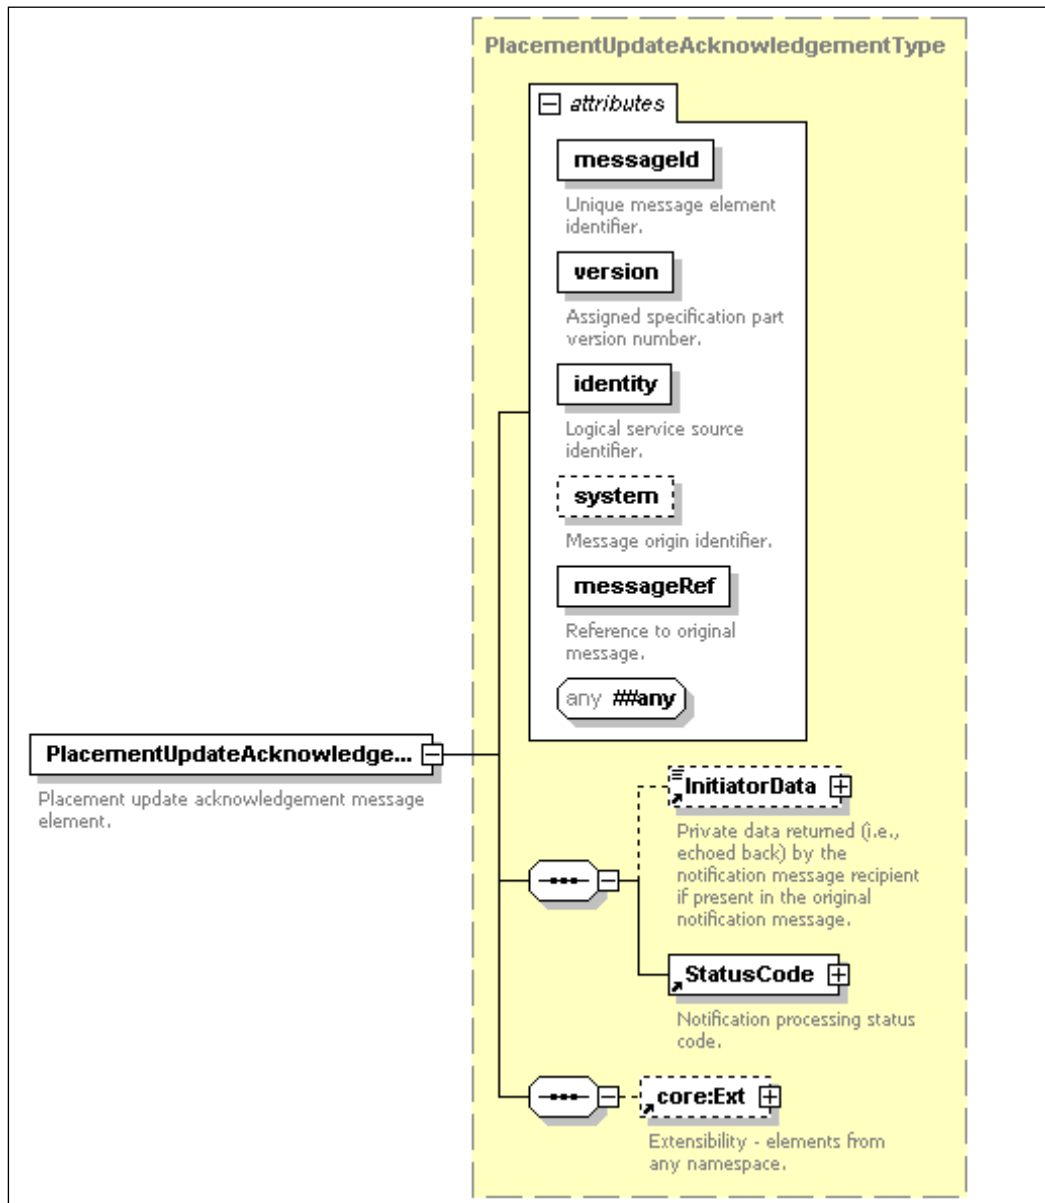 PlacementUpdateAcknowledgementType
attributes
messageId
Unique message element
identifier.
version
Assigned specification part
version number.
identity
Logical service source
identifier.
system
Message origin identifier.
messageRef
Reference to original
message.
any ##any
PlacementUpdateAcknowledge...
Placement update acknowledgement message
element.
InitiatorData
Private data returned (i.e.,
echoed back) by the
notification message recipient
if present in the original
notification message.
StatusCode
Notification processing status
code.
core:Ext
Extensibility - elements from
any namespace.